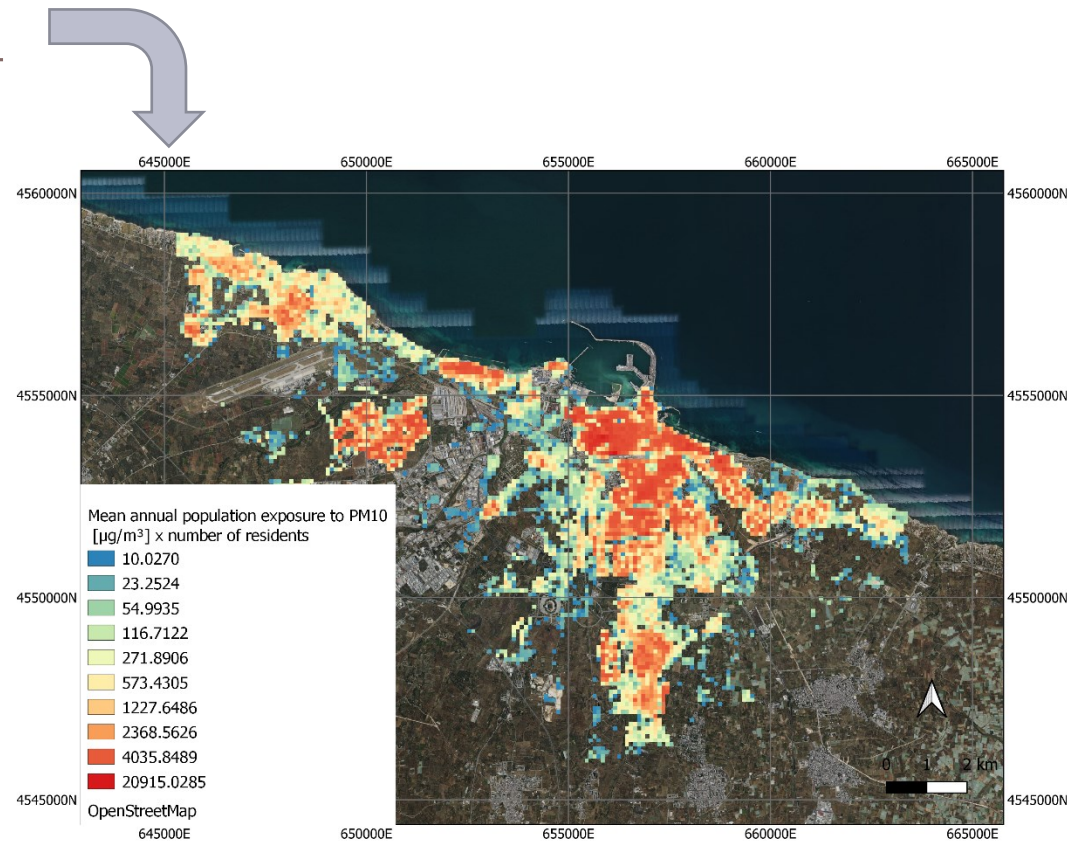 645000E 650000E 655000E 660000E 665000E
4560000N 4560000N
4555000N 4555000N
Mean annual population exposure to PM10
[µg/m³] x number of residents
10.0270
23.2524
54.9935
116.7122
271.8906
573.4305
1227.6486
2368.5626
4035.8489
20915.0285
OpenStreetMap
4550000N 4550000N
0 1 2 km
4545000N 4545000N
645000E 650000E 655000E 660000E 665000E